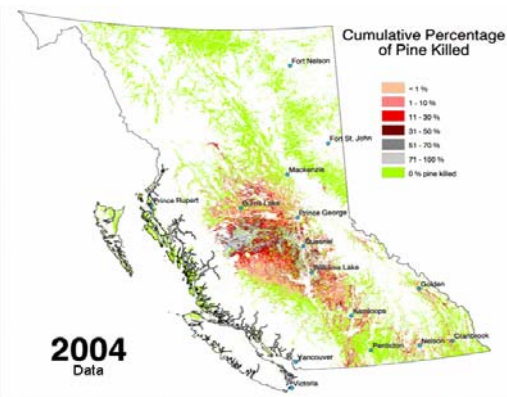 Cumulative Percentage
of Pine Killed
< 1 %
1 - 10 %
11 - 30 %
31 - 50 %
51 - 70 %
71 - 100 %
0 % pine killed
Fort Nelson
Fort St. John
Mackenzie
Prince Rupert
Burns Lake
Prince George
Quesnel
Williams Lake
Golden
Kamloops
Penticton
Nelson
Cranbrook
Vancouver
Victoria
2004
Data